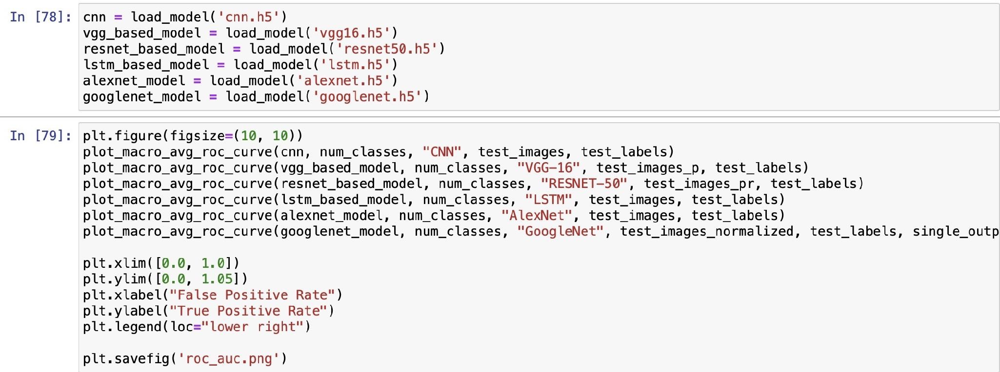 In [78]: cnn = load_model('cnn.h5')
vgg_based_model = load_model('vgg16.h5')
resnet_based_model = load_model('resnet50.h5')
lstm_based_model = load_model('lstm.h5')
alexnet_model = load_model('alexnet.h5')
googlenet_model = load_model('googlenet.h5')
In [79]: plt.figure(figsize=(10, 10))
plot_macro_avg_roc_curve(cnn, num_classes, "CNN", test_images, test_labels)
plot_macro_avg_roc_curve(vgg_based_model, num_classes, "VGG-16", test_images_p, test_labels)
plot_macro_avg_roc_curve(resnet_based_model, num_classes, "RESNET-50", test_images_pr, test_labels)
plot_macro_avg_roc_curve(lstm_based_model, num_classes, "LSTM", test_images, test_labels)
plot_macro_avg_roc_curve(alexnet_model, num_classes, "AlexNet", test_images, test_labels)
plot_macro_avg_roc_curve(googlenet_model, num_classes, "GoogleNet", test_images_normalized, test_labels, single_outp
plt.xlim([0.0, 1.0])
plt.ylim([0.0, 1.05])
plt.xlabel("False Positive Rate")
plt.ylabel("True Positive Rate")
plt.legend(loc="lower right")
plt.savefig('roc_auc.png')